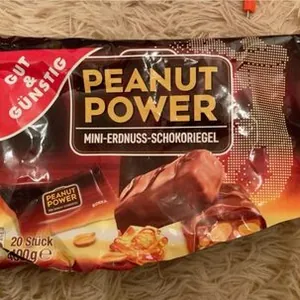 GUT
&
GÜNSTIG
PEANUT
POWER
MINI-ERDNUSS-SCHOKORIEGEL
PEANUT
POWER
20 Stück
400g e